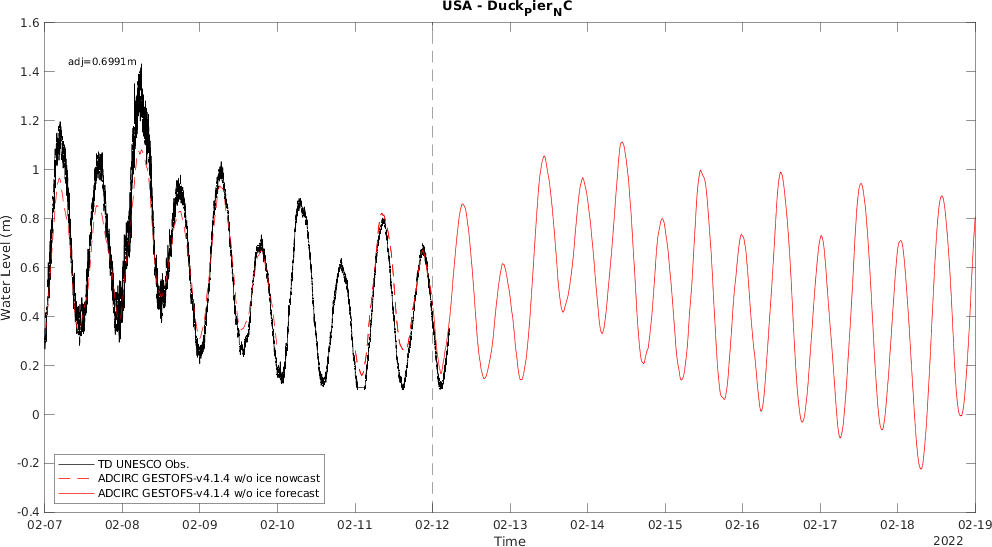 USA - Duck_Pier_NC
1.6
1.4
1.2
1
0.8
0.6
0.4
0.2
0
-0.2
-0.4
Water Level (m)
adj=0.6991m
TD UNESCO Obs.
ADCIRC GESTOFS-v4.1.4 w/o ice nowcast
ADCIRC GESTOFS-v4.1.4 w/o ice forecast
02-07 02-08 02-09 02-10 02-11 02-12 02-13 02-14 02-15 02-16 02-17 02-18 02-19
Time
2022